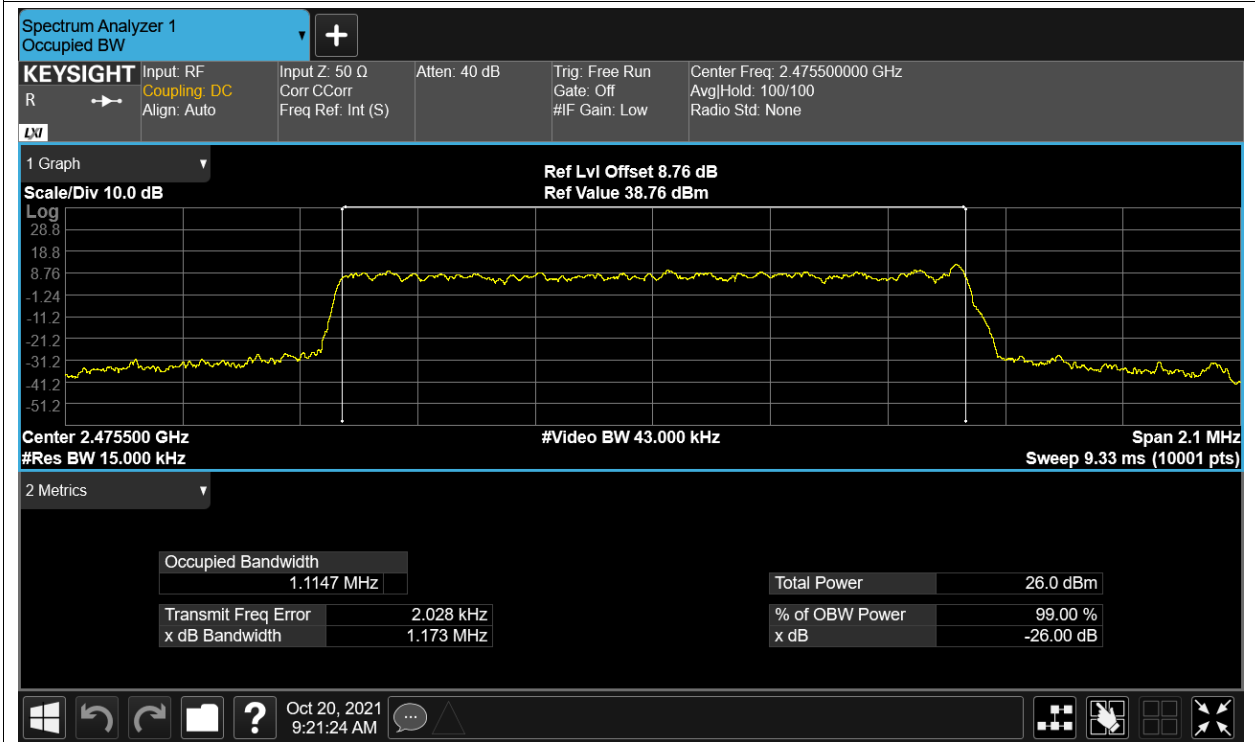 Spectrum Analyzer 1
Occupied BW
▼
+
KEYSIGHT
R
LXI
Input: RF
Coupling: DC
Align: Auto
Input Z: 50 Ω
Corr CCorr
Freq Ref: Int (S)
Atten: 40 dB
Trig: Free Run
Gate: Off
#IF Gain: Low
Center Freq: 2.475500000 GHz
Avg|Hold: 100/100
Radio Std: None
1 Graph ▼
Scale/Div 10.0 dB
Ref Lvl Offset 8.76 dB
Ref Value 38.76 dBm
Log
28.8
18.8
8.76
-1.24
-11.2
-21.2
-31.2
-41.2
-51.2
Center 2.475500 GHz
#Res BW 15.000 kHz
#Video BW 43.000 kHz
Span 2.1 MHz
Sweep 9.33 ms (10001 pts)
2 Metrics ▼
Occupied Bandwidth
1.1147 MHz
Transmit Freq Error 2.028 kHz
x dB Bandwidth 1.173 MHz
Total Power 26.0 dBm
% of OBW Power 99.00 %
x dB -26.00 dB
?
Oct 20, 2021
9:21:24 AM
...